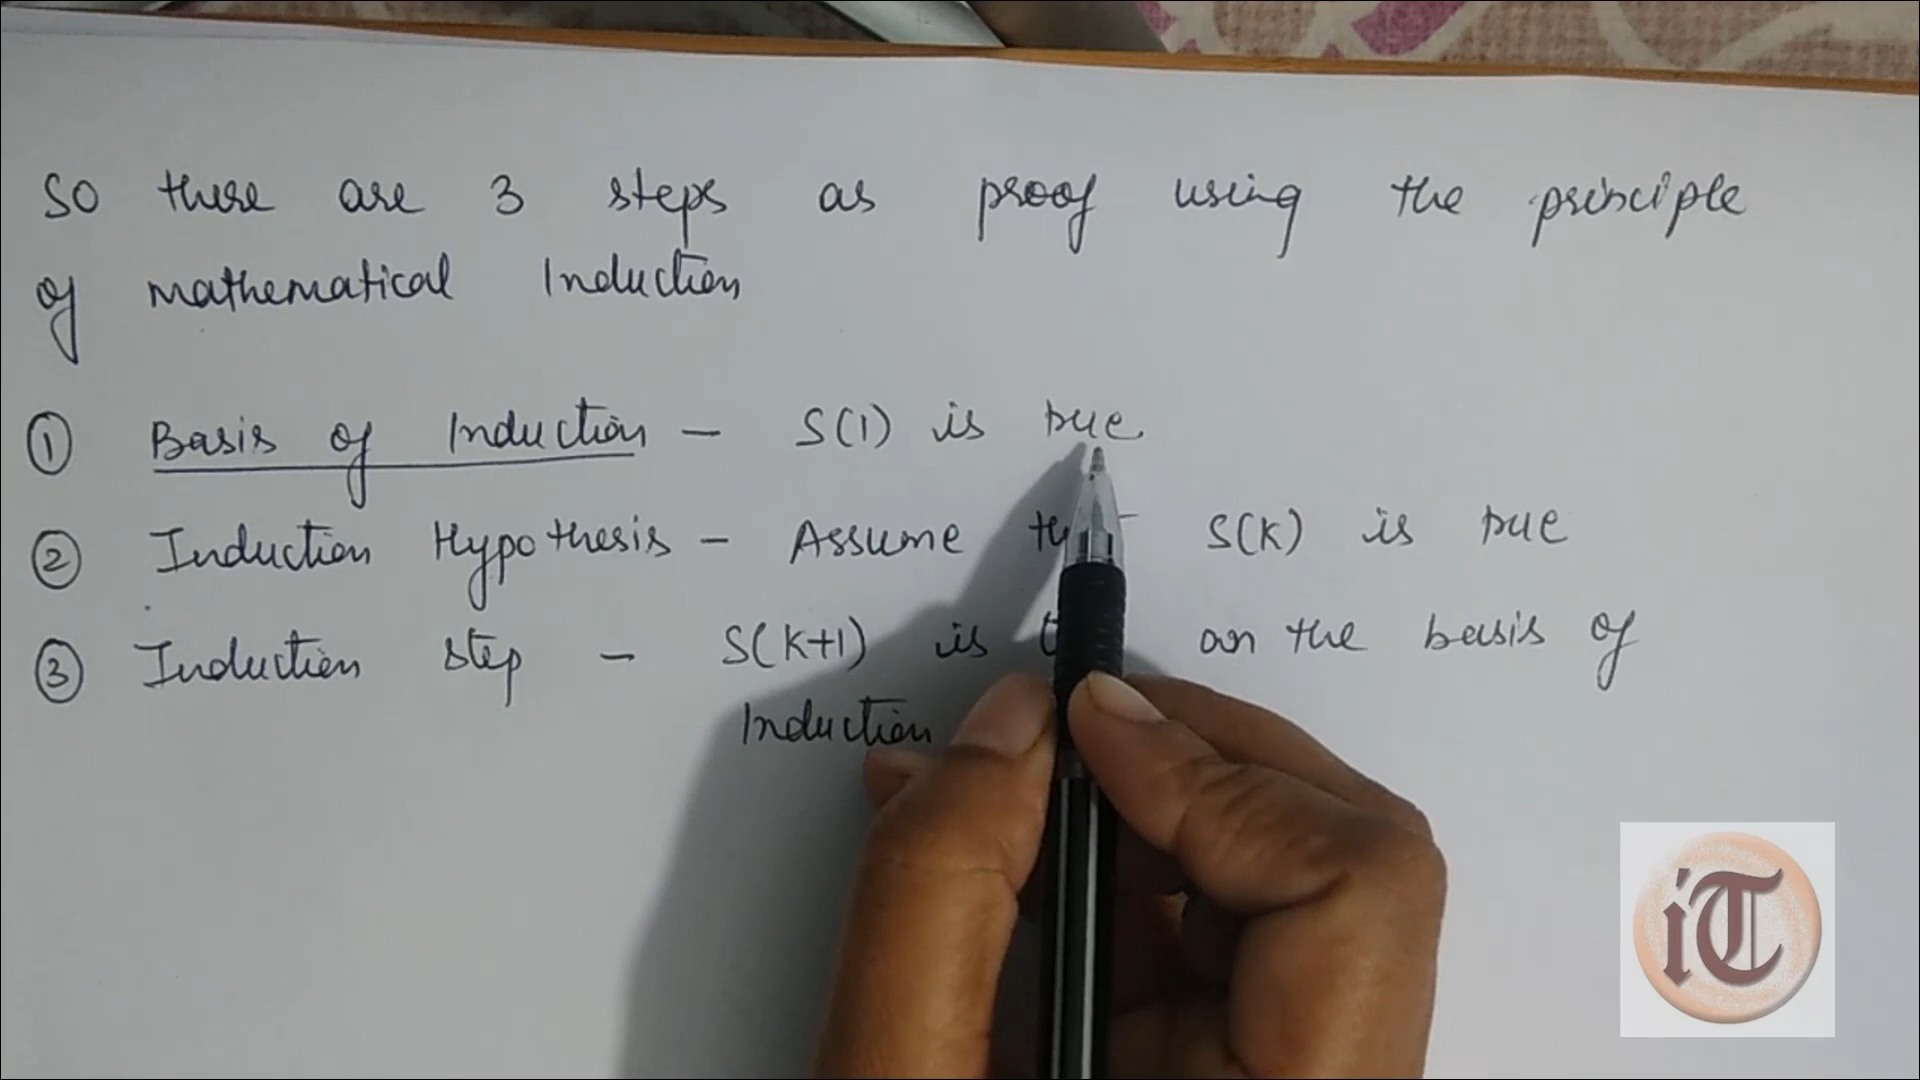 So there are 3 steps as proof using the principle
of mathematical Induction
① Basis of Induction - S(1) is true
② Induction Hypothesis - Assume S(K) is true
③ Induction step - S(K+1) is on the basis of
Induction
iT